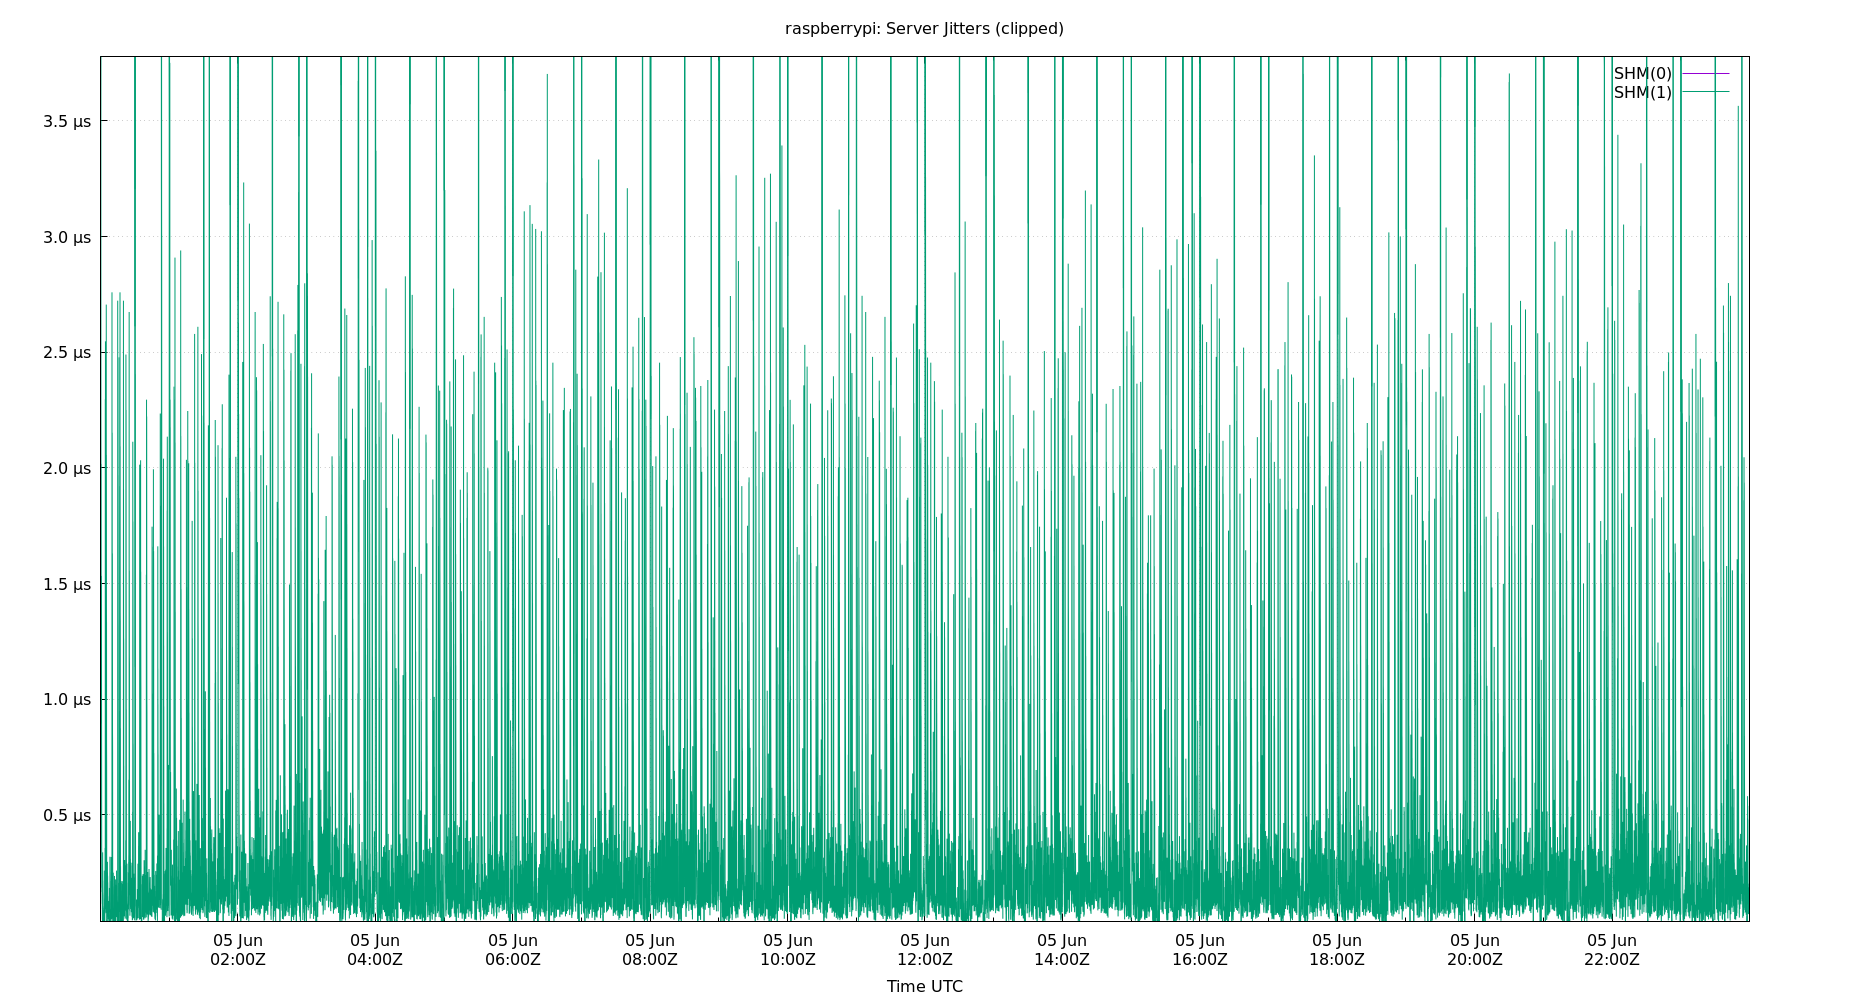 raspberrypi: Server Jitters (clipped)
SHM(0)
SHM(1)
3.5 µs
3.0 µs
2.5 µs
2.0 µs
1.5 µs
1.0 µs
0.5 µs
05 Jun 05 Jun 05 Jun 05 Jun 05 Jun 05 Jun 05 Jun 05 Jun 05 Jun 05 Jun 05 Jun
02:00Z 04:00Z 06:00Z 08:00Z 10:00Z 12:00Z 14:00Z 16:00Z 18:00Z 20:00Z 22:00Z
Time UTC